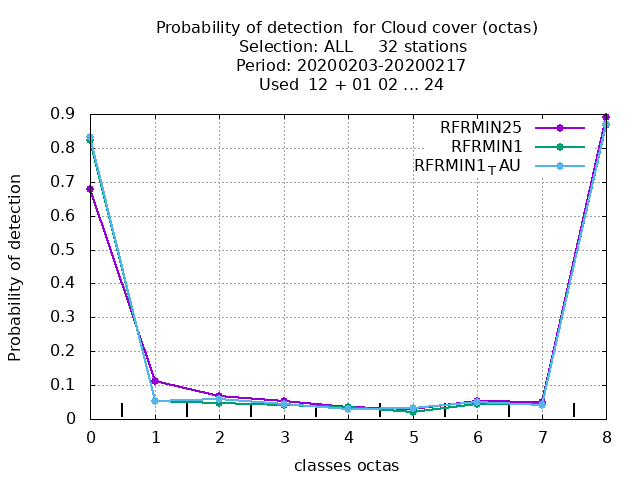 Probability of detection  for Cloud cover (octas)
Selection: ALL     32 stations
Period: 20200203-20200217
Used  12 + 01 02 ... 24
RFRMIN25
RFRMIN1
RFRMIN1TAU
Probability of detection
0.9
0.8
0.7
0.6
0.5
0.4
0.3
0.2
0.1
0
0 1 2 3 4 5 6 7 8
classes octas